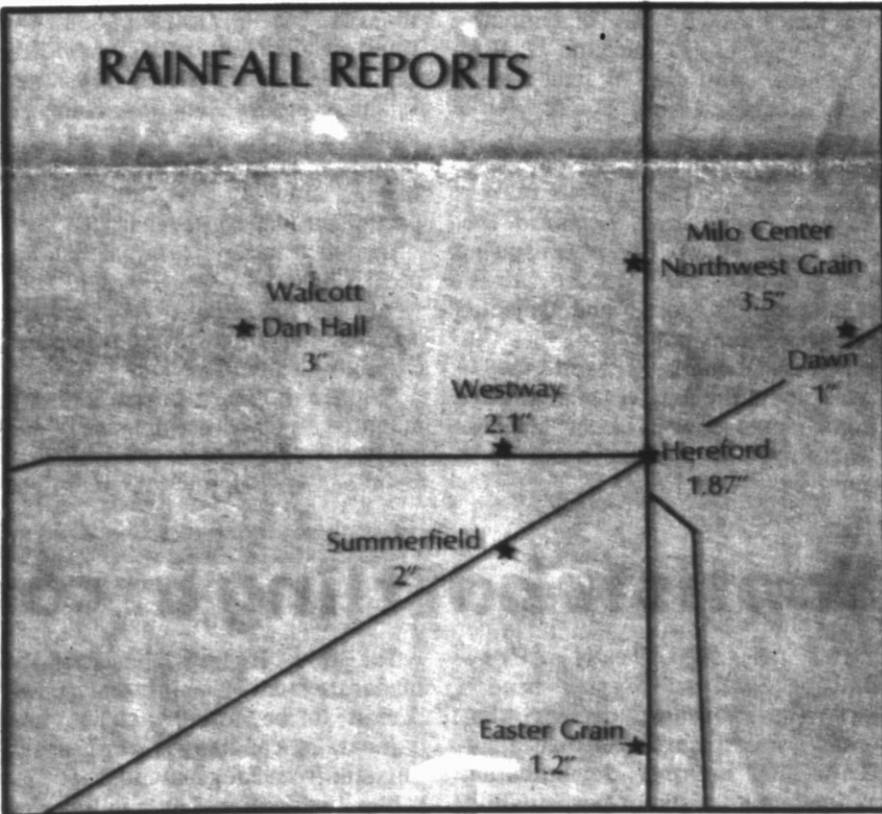 RAINFALL REPORTS
Milo Center
Northwest Grain
3.5"
Walcott
Dan Hall
3"
Dawn
1"
Westway
2.1"
Hereford
1.87"
Summerfield
2"
Easter Grain
1.2"